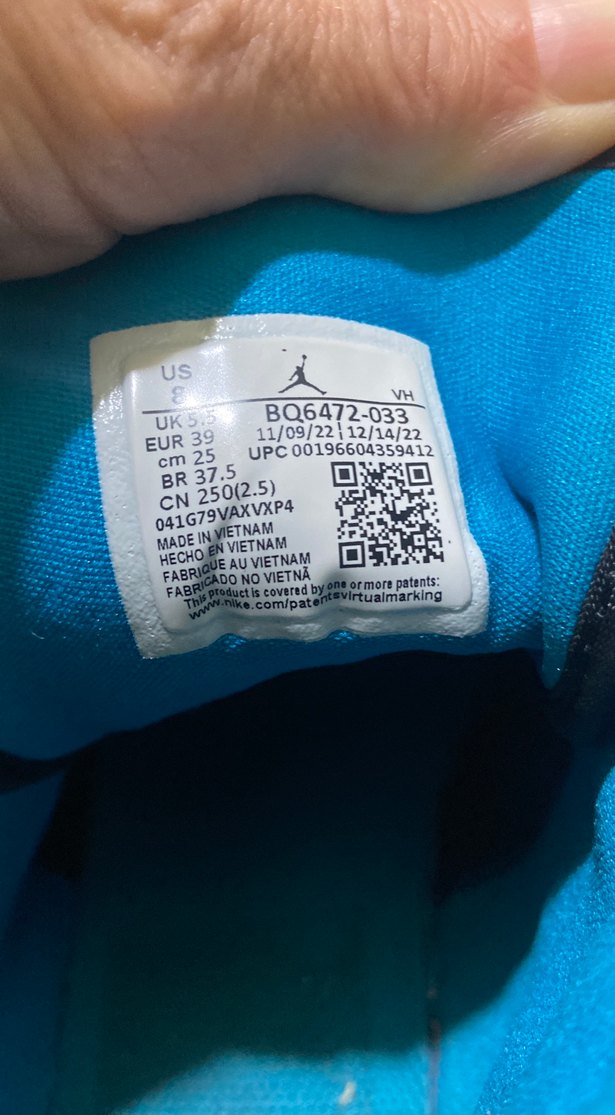 US
8
VH
UK 5.5
EUR 39
cm 25
BR 37.5
CN 250(2.5)
041G79VAXVXP4
BQ6472-033
11/09/22 | 12/14/22
UPC 00196604359412
MADE IN VIETNAM
HECHO EN VIETNAM
FABRIQUE AU VIETNAM
FABRICADO NO VIETNÃ
This product is covered by one or more patents:
www.nike.com/patentsvirtualmarking